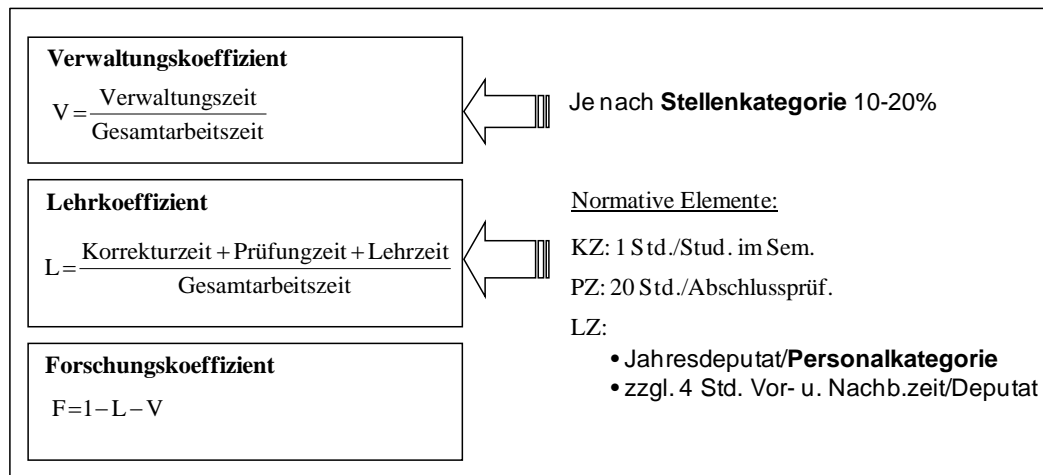 Verwaltungskoeffizient
V = Verwaltungszeit / Gesamtarbeitszeit
Je nach Stellenkategorie 10-20%
Lehrkoeffizient
L = Korrekturzeit + Prüfungzeit + Lehrzeit / Gesamtarbeitszeit
Normative Elemente:
KZ: 1 Std./Stud. im Sem.
PZ: 20 Std./Abschlussprüf.
LZ:
• Jahresdeputat/Personalkategorie
• zzgl. 4 Std. Vor- u. Nachb.zeit/Deputat
Forschungskoeffizient
F=1−L−V